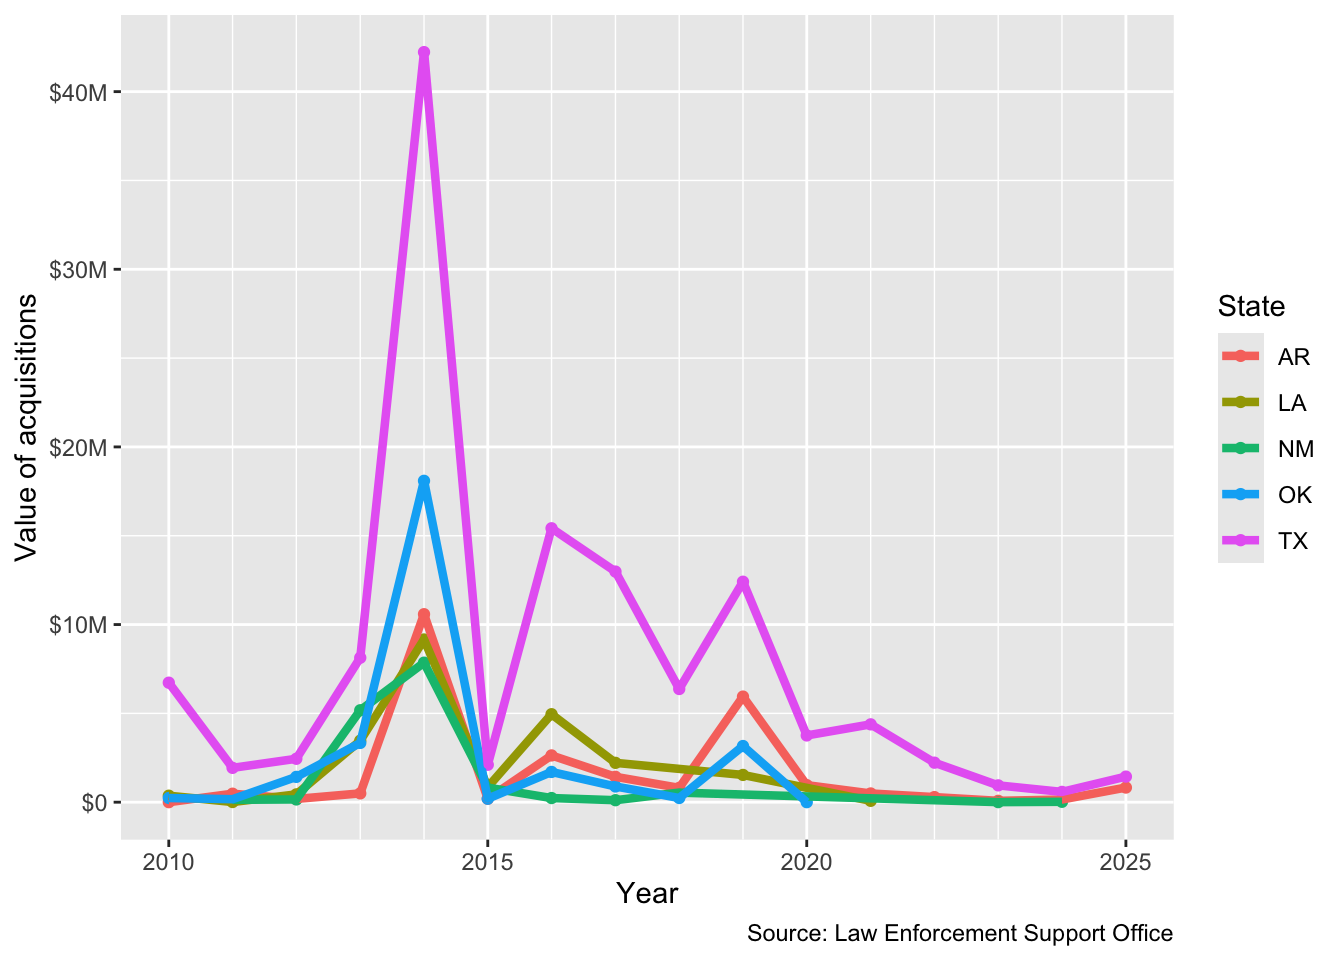 $40M
$30M
$20M
$10M
$0
Value of acquisitions
2010
2015
2020
2025
Year
State
AR
LA
NM
OK
TX
Source: Law Enforcement Support Office